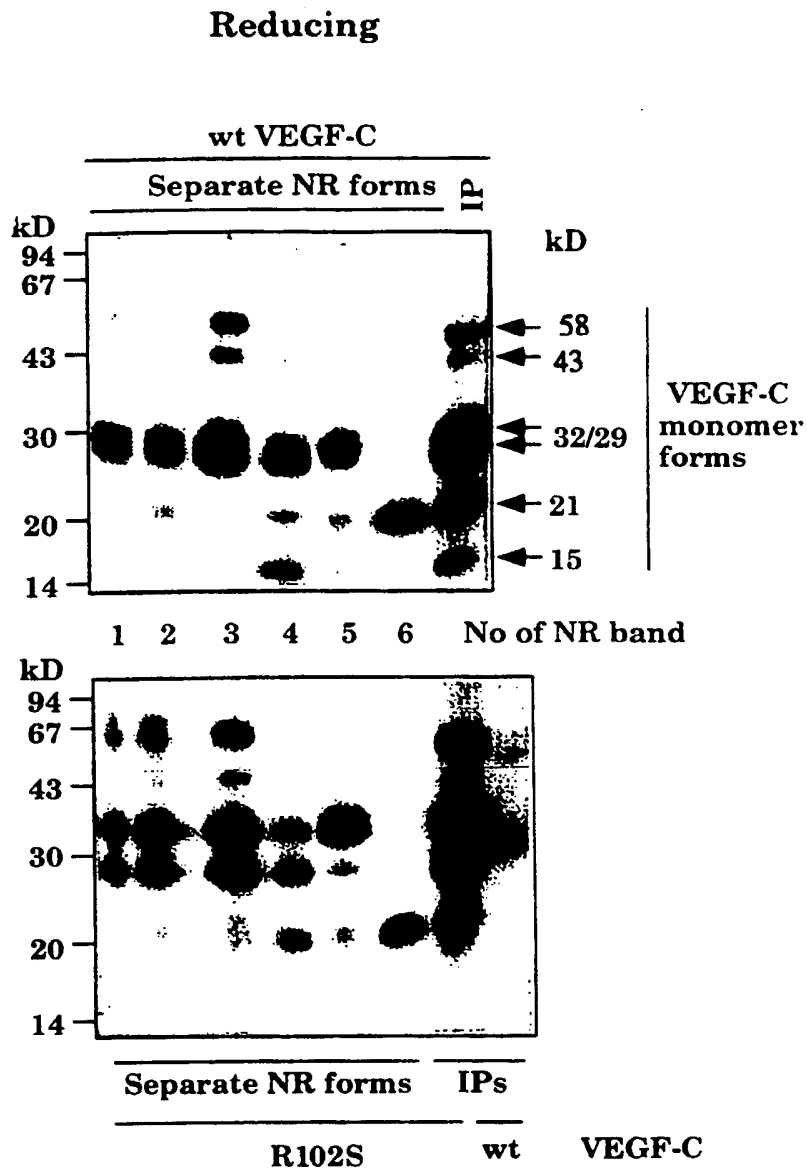 Reducing
wt VEGF-C
Separate NR forms IP
kD kD
94
67
58
43 43
30
32/29
VEGF-C
monomer
forms
21
20
15
14
1 2 3 4 5 6 No of NR band
kD
94
67
43
30
20
14
Separate NR forms IPs
R102S wt VEGF-C